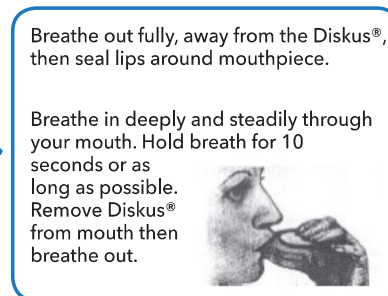 Breathe out fully, away from the Diskus®,
then seal lips around mouthpiece.
Breathe in deeply and steadily through
your mouth. Hold breath for 10
seconds or as
long as possible.
Remove Diskus®
from mouth then
breathe out.